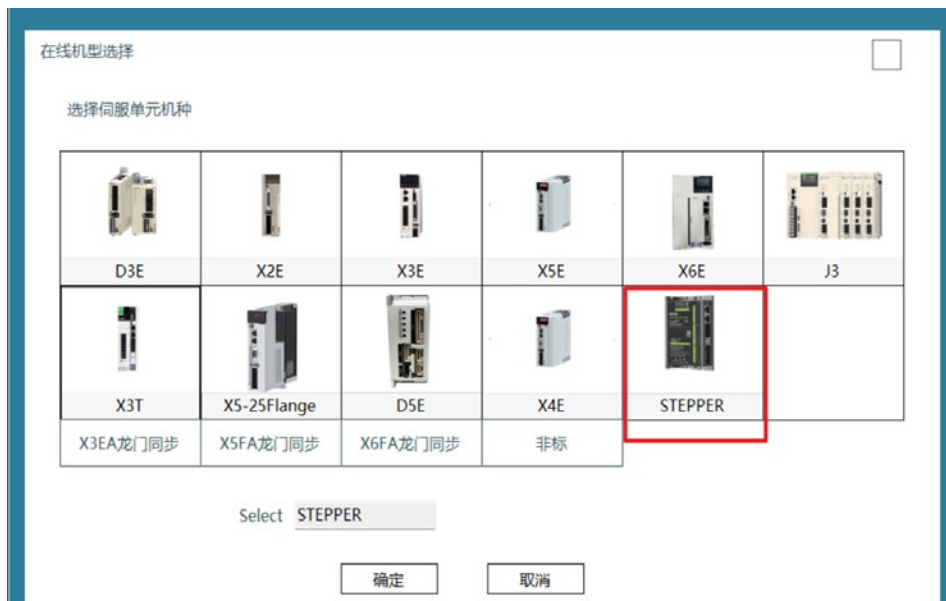 在线机型选择
选择伺服单元机种
D3E X2E X3E X5E X6E J3
X3T X5-25Flange D5E X4E STEPPER
X3EA龙门同步 X5FA龙门同步 X6FA龙门同步 非标
Select STEPPER
确定 取消